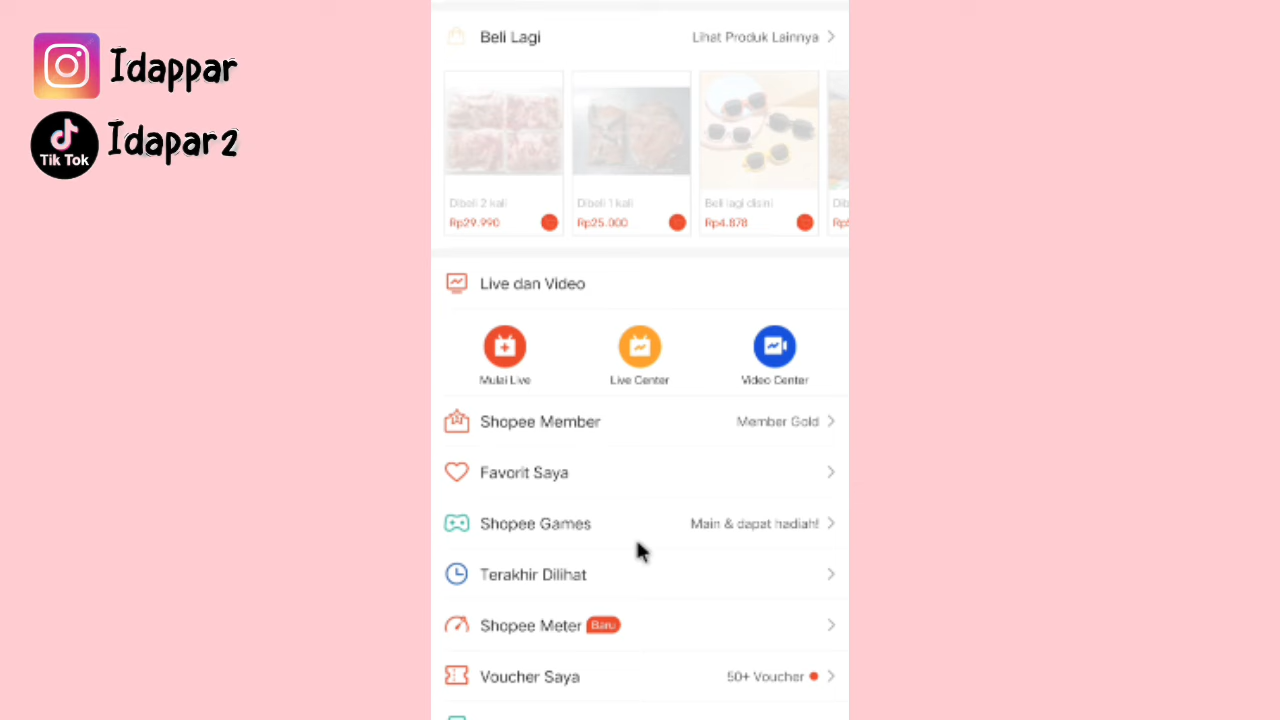 Idappar
Tik Tok
Idapar2
Beli Lagi
Lihat Produk Lainnya
Dibeli 2 kali
Dibeli 1 kali
Beli lagi disini
Rp29.990
Rp25.000
Rp4.878
Live dan Video
Mulai Live
Live Center
Video Center
Shopee Member
Member Gold
Favorit Saya
Shopee Games
Main & dapat hadiah!
Terakhir Dilihat
Shopee Meter
Baru
Voucher Saya
50+ Voucher